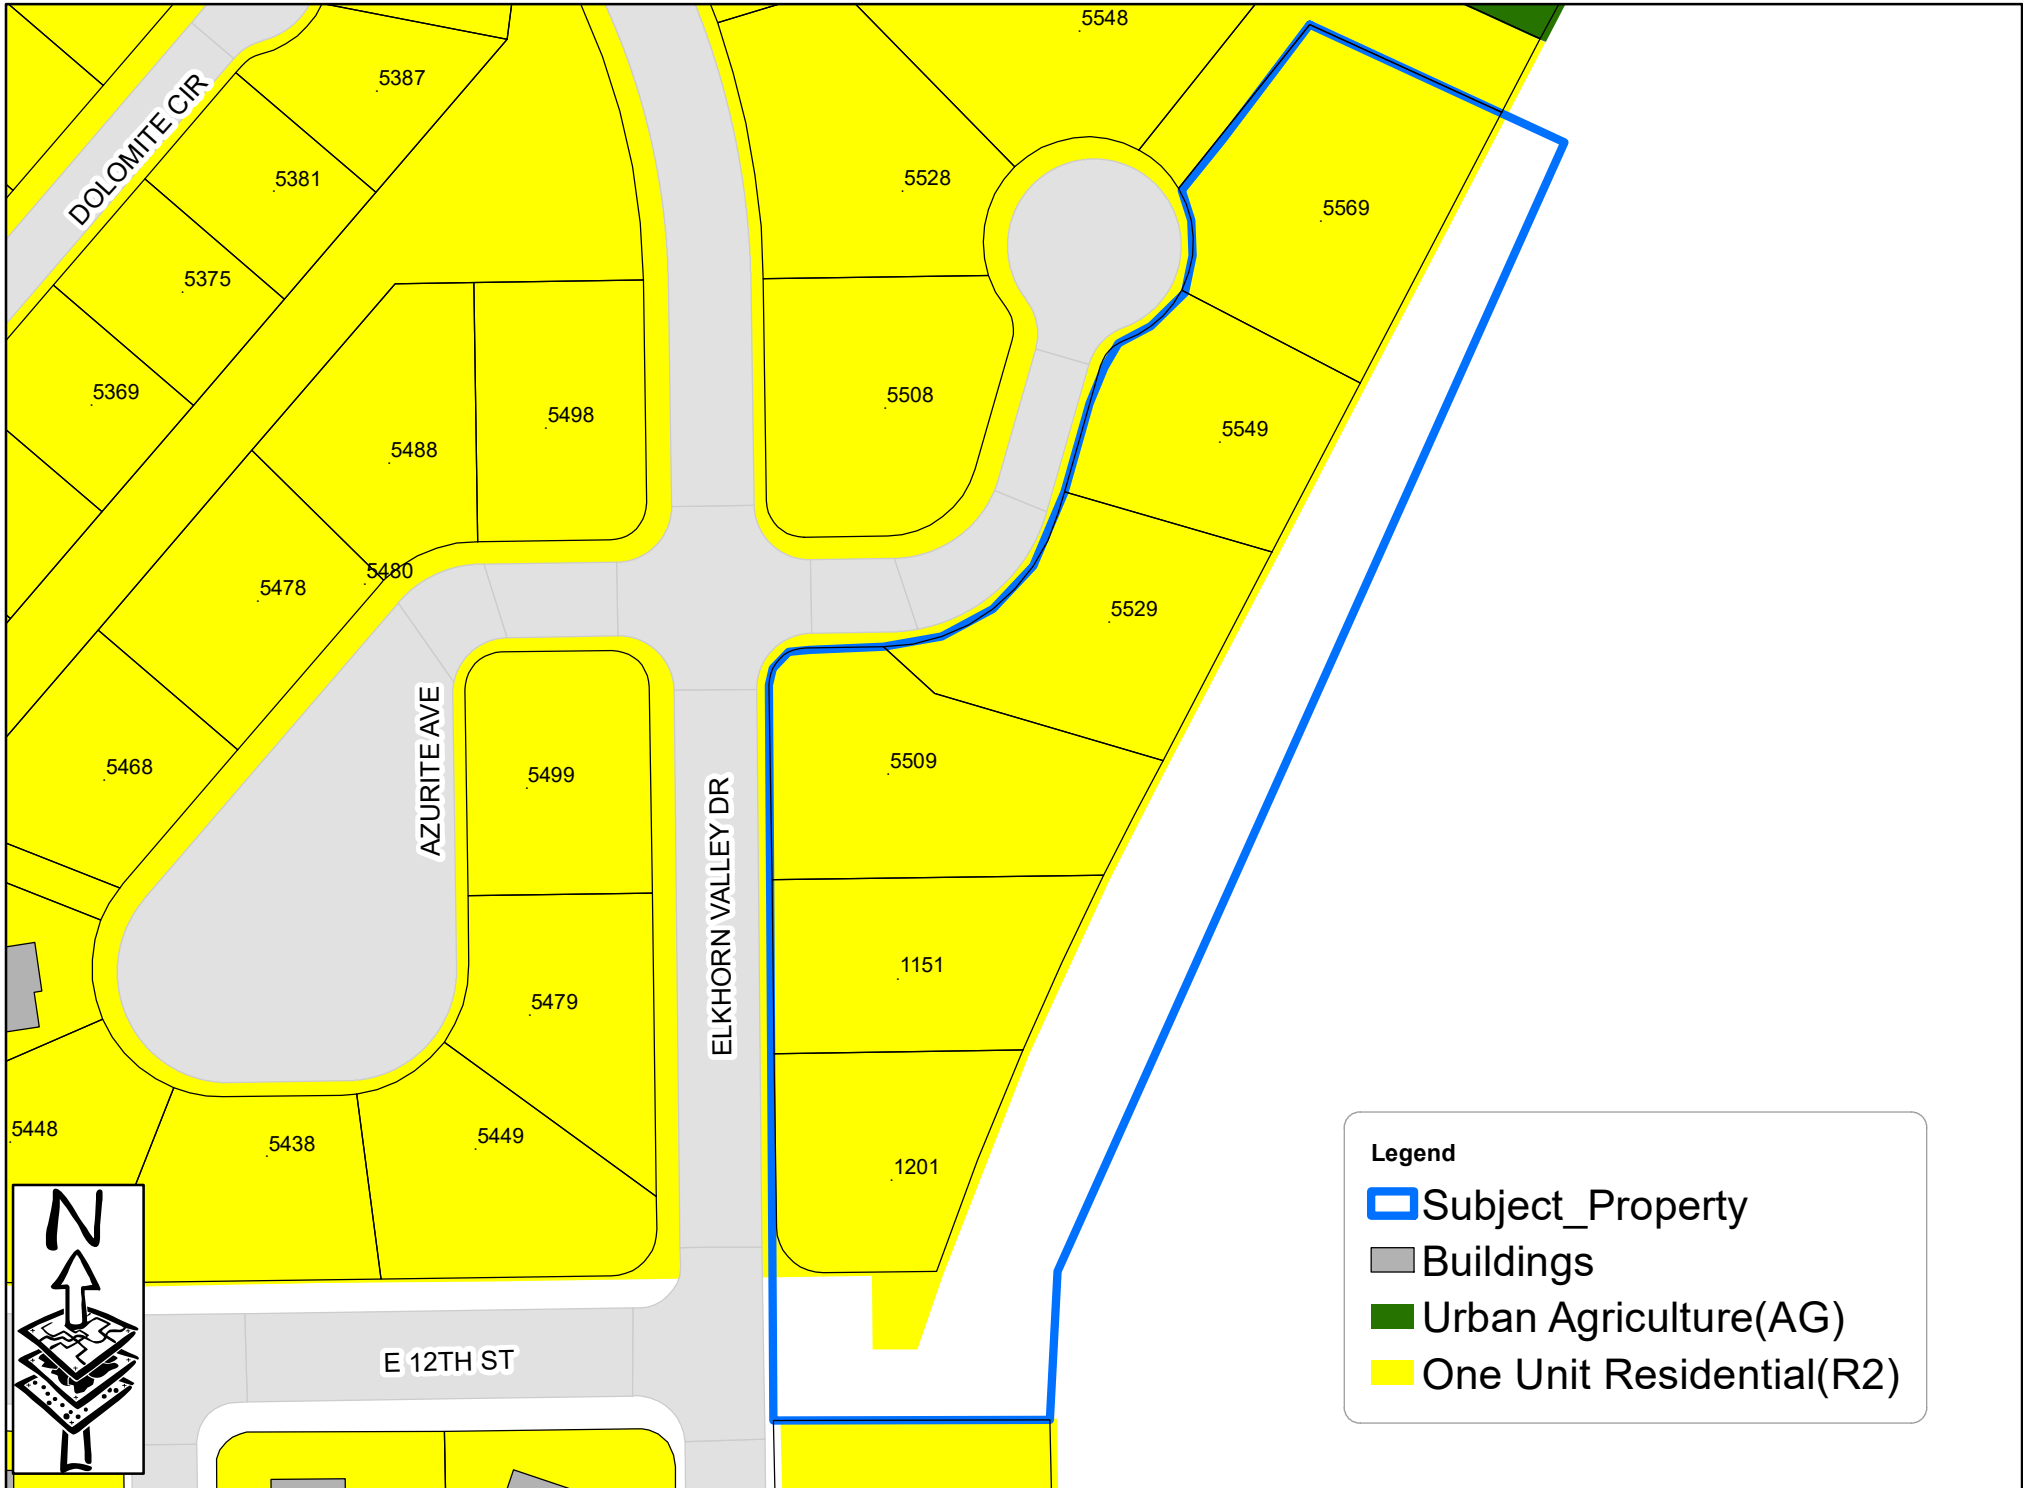 5548
5387
DOLOMITE CIR
5381
5528
5569
5375
5369
5508
5498
5549
5488
5480
5478
5529
5468
5509
5499
AZURITE AVE
ELKHORN VALLEY DR
1151
5479
5448
5438
5449
1201
N
E 12TH ST
Legend
Subject_Property
Buildings
Urban Agriculture(AG)
One Unit Residential(R2)